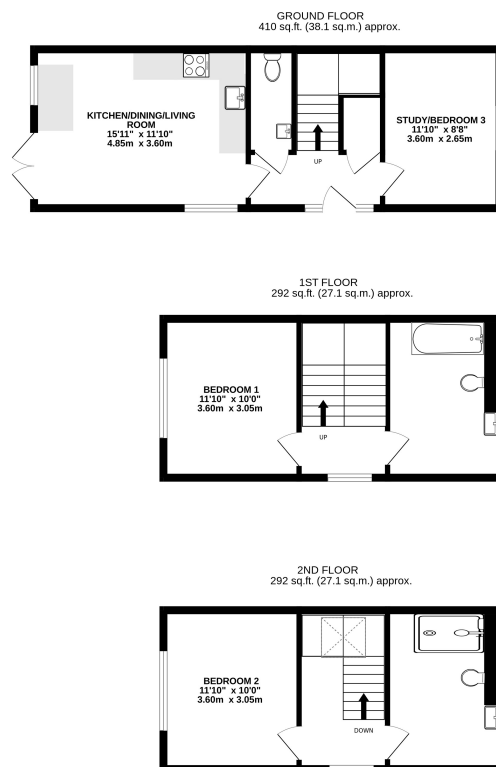 GROUND FLOOR
410 sq.ft. (38.1 sq.m.) approx.
KITCHEN/DINING/LIVING
ROOM
15'11" x 11'10"
4.85m x 3.60m
STUDY/BEDROOM 3
11'10" x 8'8"
3.60m x 2.65m
UP
1ST FLOOR
292 sq.ft. (27.1 sq.m.) approx.
BEDROOM 1
11'10" x 10'0"
3.60m x 3.05m
UP
2ND FLOOR
292 sq.ft. (27.1 sq.m.) approx.
BEDROOM 2
11'10" x 10'0"
3.60m x 3.05m
DOWN